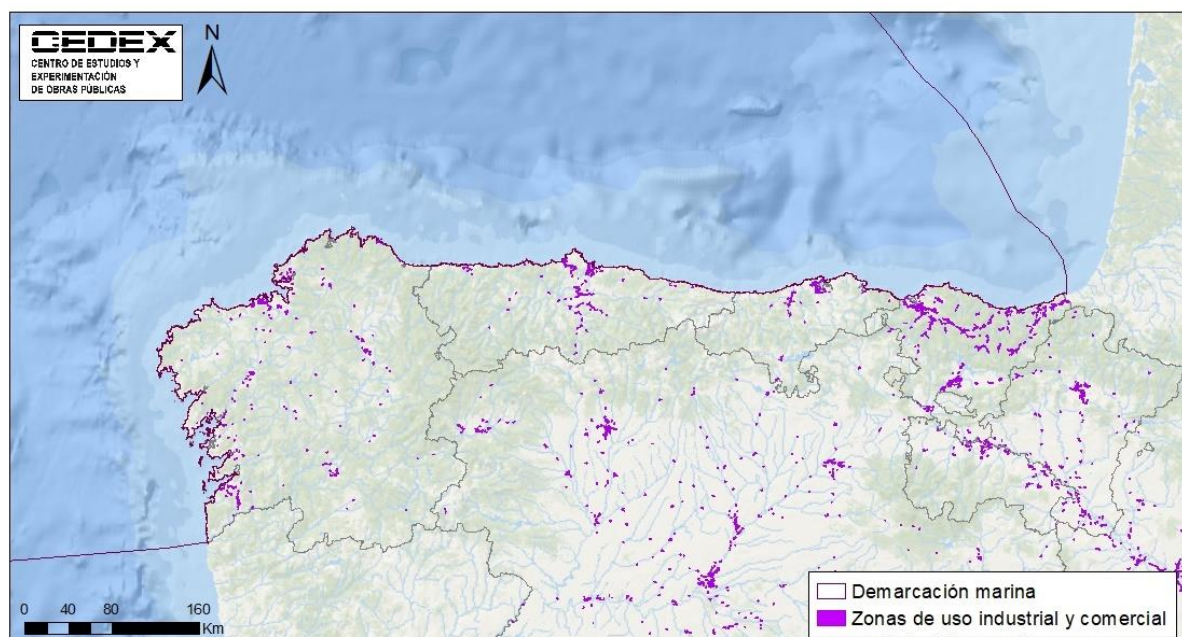 CEDEX
CENTRO DE ESTUDIOS Y
EXPERIMENTACIÓN
DE OBRAS PÚBLICAS
N
0 40 80 160
Km
Demarcación marina
Zonas de uso industrial y comercial